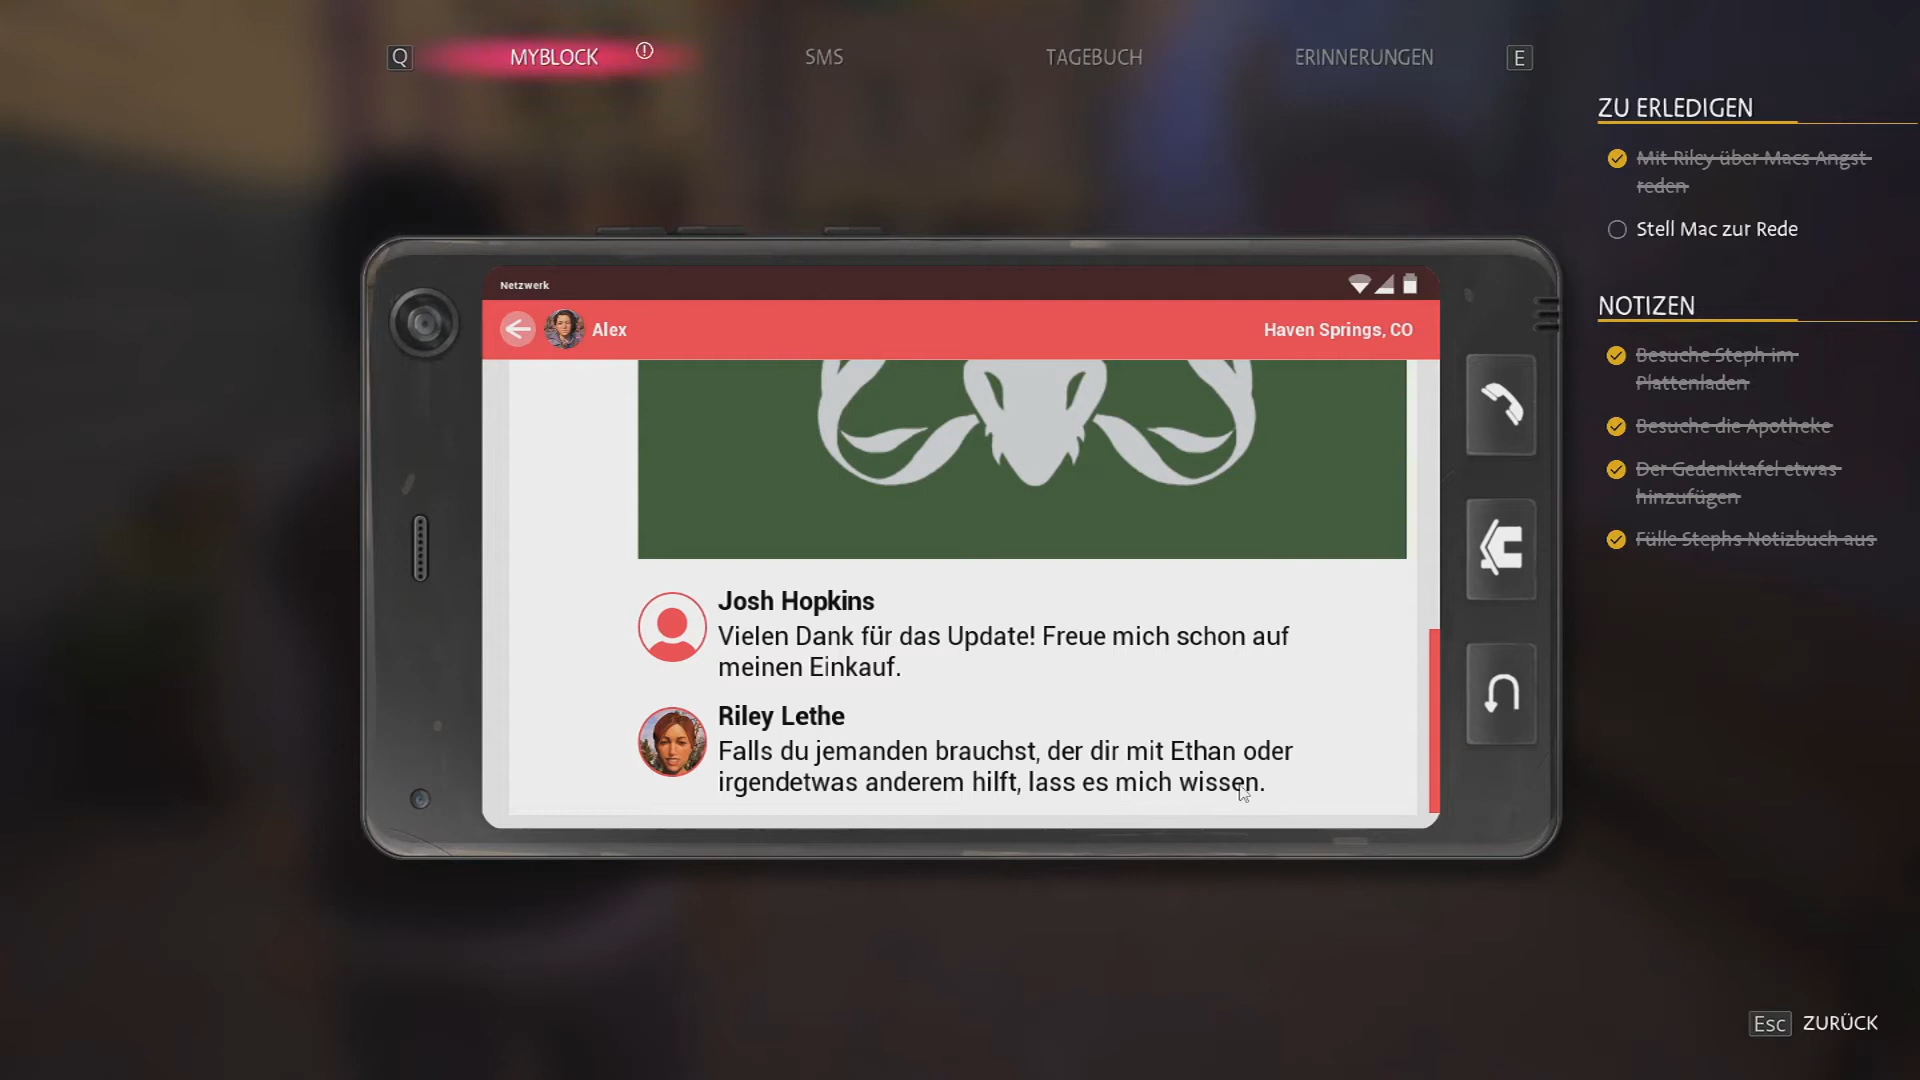 Q
MYBLOCK
SMS
TAGEBUCH
ERINNERUNGEN
E
ZU ERLEDIGEN
Mit Riley über Macs Angst
reden
Stell Mac zur Rede
NOTIZEN
Besuche Steph im
Plattenladen
Besuche die Apotheke
Der Gedenktafel etwas
hinzufügen
Fülle Stephs Notizbuch aus
Netzwerk
Alex
Haven Springs, CO
Josh Hopkins
Vielen Dank für das Update! Freue mich schon auf
meinen Einkauf.
Riley Lethe
Falls du jemanden brauchst, der dir mit Ethan oder
irgendetwas anderem hilft, lass es mich wissen.
Esc ZURÜCK